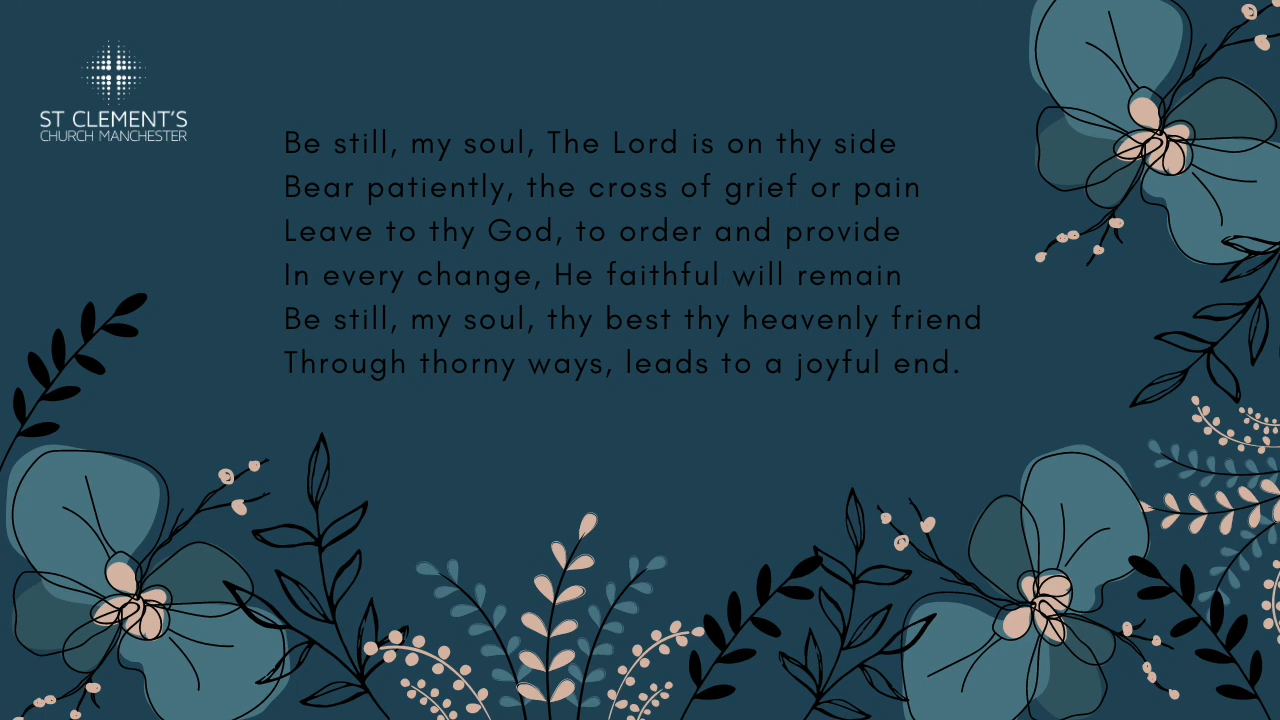 ST CLEMENT'S
CHURCH MANCHESTER
Be still, my soul, The Lord is on thy side
Bear patiently, the cross of grief or pain
Leave to thy God, to order and provide
In every change, He faithful will remain
Be still, my soul, thy best thy heavenly friend
Through thorny ways, leads to a joyful end.